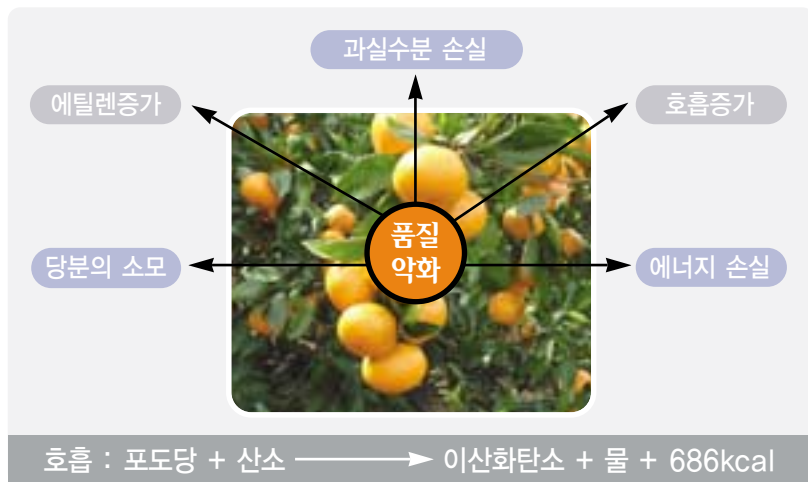 과실수분 손실
에틸렌증가
호흡증가
품질
악화
당분의 소모
에너지 손실
호흡 : 포도당 + 산소 → 이산화탄소 + 물 + 686kcal